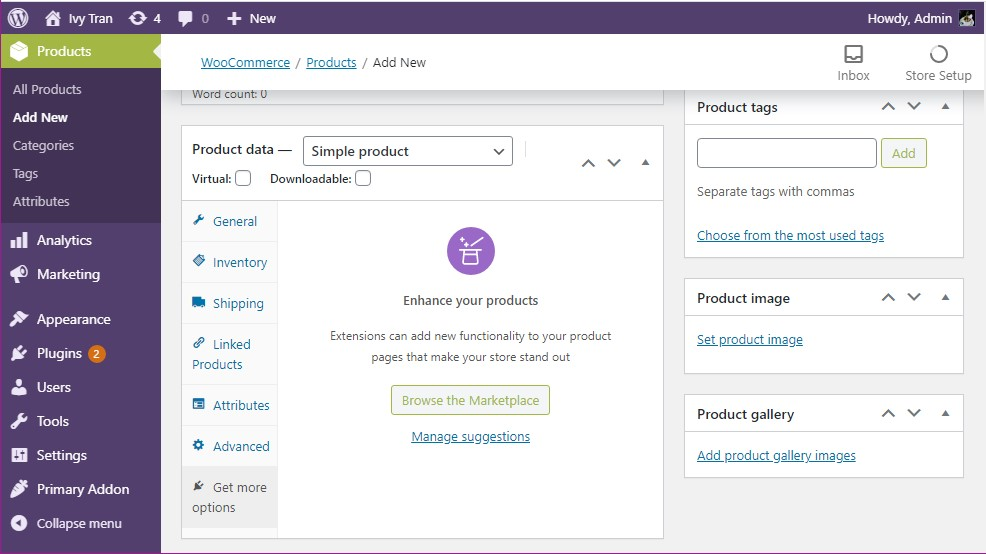 Ivy Tran 4 0 New Howdy, Admin
Products
WooCommerce / Products / Add New
Inbox
Store Setup
All Products
Add New
Categories
Tags
Attributes
Analytics
Marketing
Appearance
Plugins 2
Users
Tools
Settings
Primary Addon
Collapse menu
Word count: 0
Product data — Simple product
Virtual: Downloadable:
General
Inventory
Shipping
Linked
Products
Attributes
Advanced
Get more
options
Enhance your products
Extensions can add new functionality to your product
pages that make your store stand out
Browse the Marketplace
Manage suggestions
Product tags
Add
Separate tags with commas
Choose from the most used tags
Product image
Set product image
Product gallery
Add product gallery images